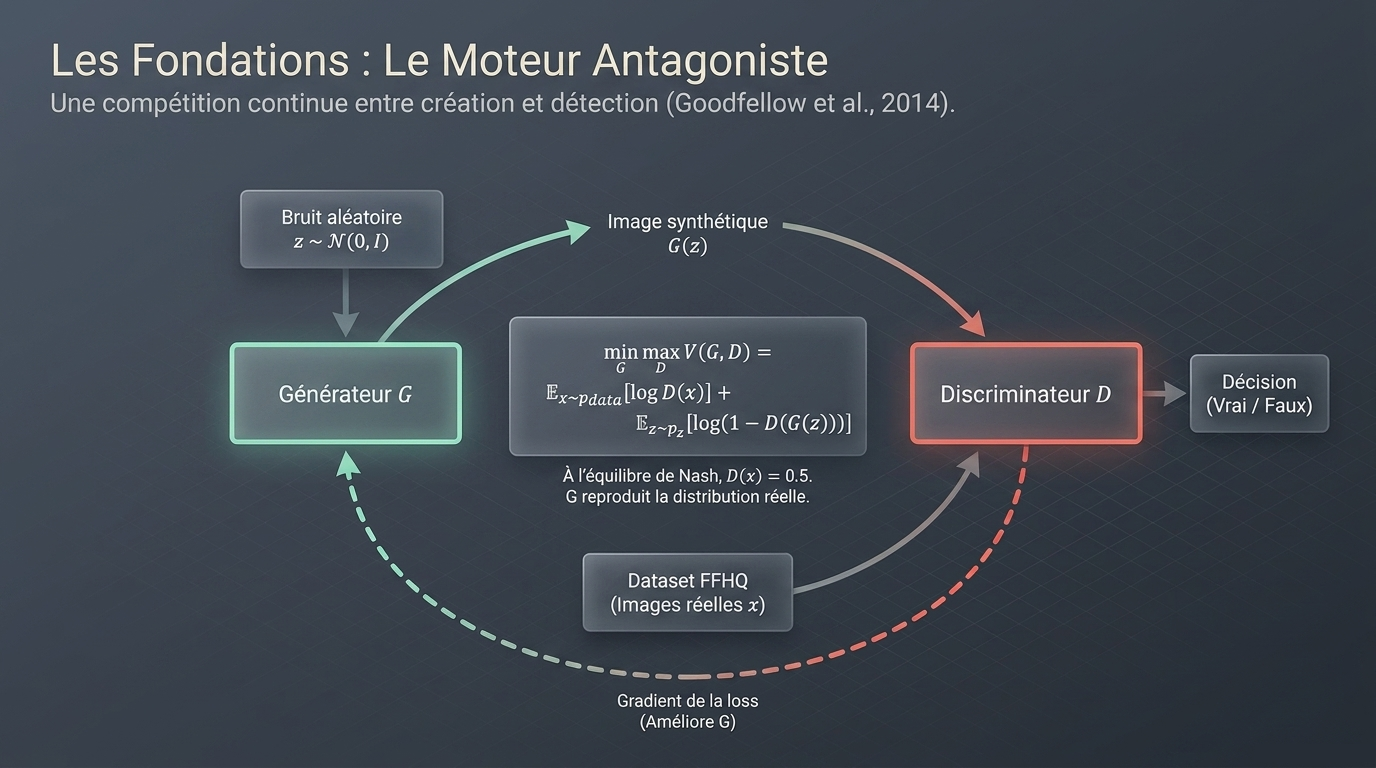 Les Fondations : Le Moteur Antagoniste
Une compétition continue entre création et détection (Goodfellow et al., 2014).
Bruit aléatoire
z ~ 𝒩(0, I)
Image synthétique
G(z)
Générateur G
min max V(G, D) =
G D
𝔼x~pdata[log D(x)] +
𝔼z~pz[log(1 − D(G(z)))]
Discriminateur D
Décision
(Vrai / Faux)
À l'équilibre de Nash, D(x) = 0.5.
G reproduit la distribution réelle.
Dataset FFHQ
(Images réelles x)
Gradient de la loss
(Améliore G)